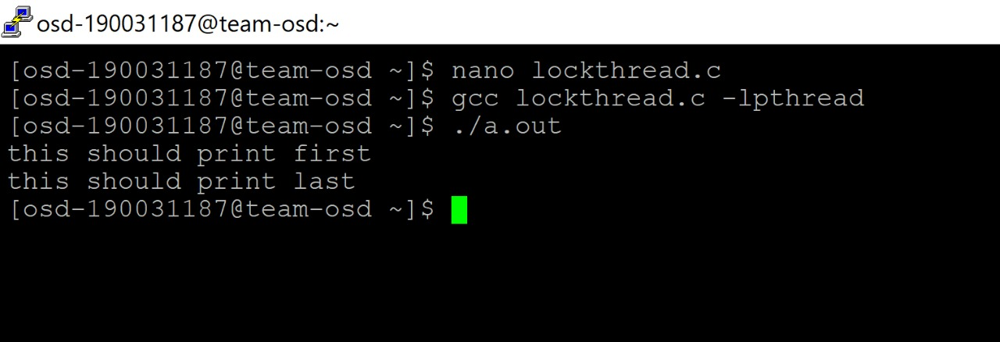 osd-190031187@team-osd:~
[osd-190031187@team-osd ~]$ nano lockthread.c
[osd-190031187@team-osd ~]$ gcc lockthread.c -lpthread
[osd-190031187@team-osd ~]$ ./a.out
this should print first
this should print last
[osd-190031187@team-osd ~]$